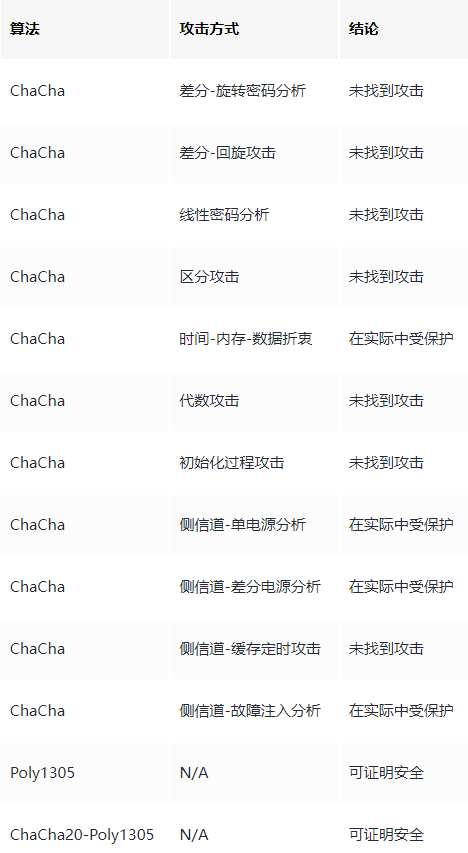 算法 攻击方式 结论
ChaCha 差分-旋转密码分析 未找到攻击
ChaCha 差分-回旋攻击 未找到攻击
ChaCha 线性密码分析 未找到攻击
ChaCha 区分攻击 未找到攻击
ChaCha 时间-内存-数据折衷 在实际中受保护
ChaCha 代数攻击 未找到攻击
ChaCha 初始化过程攻击 未找到攻击
ChaCha 侧信道-单电源分析 在实际中受保护
ChaCha 侧信道-差分电源分析 在实际中受保护
ChaCha 侧信道-缓存定时攻击 未找到攻击
ChaCha 侧信道-故障注入分析 在实际中受保护
Poly1305 N/A 可证明安全
ChaCha20-Poly1305 N/A 可证明安全